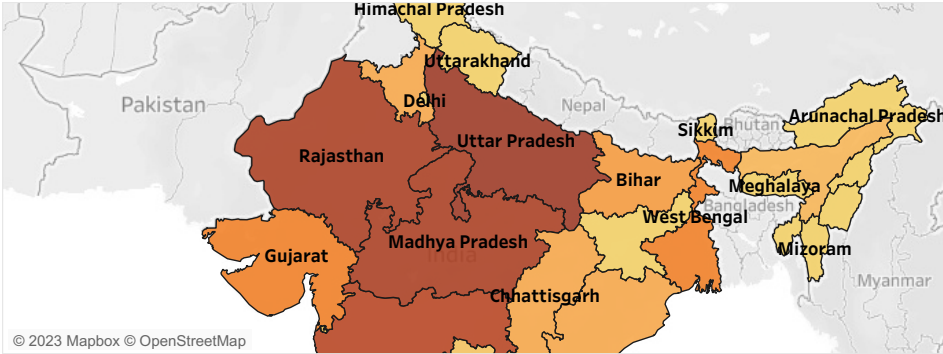 Himachal Pradesh
Uttarakhand
Pakistan
Delhi
Nepal
Arunachal Pradesh
Sikkim
Bhutan
Uttar Pradesh
Rajasthan
Bihar
Meghalaya
Bangladesh
West Bengal
Madhya Pradesh
Mizoram
India
Gujarat
Myanmar
Chhattisgarh
© 2023 Mapbox © OpenStreetMap